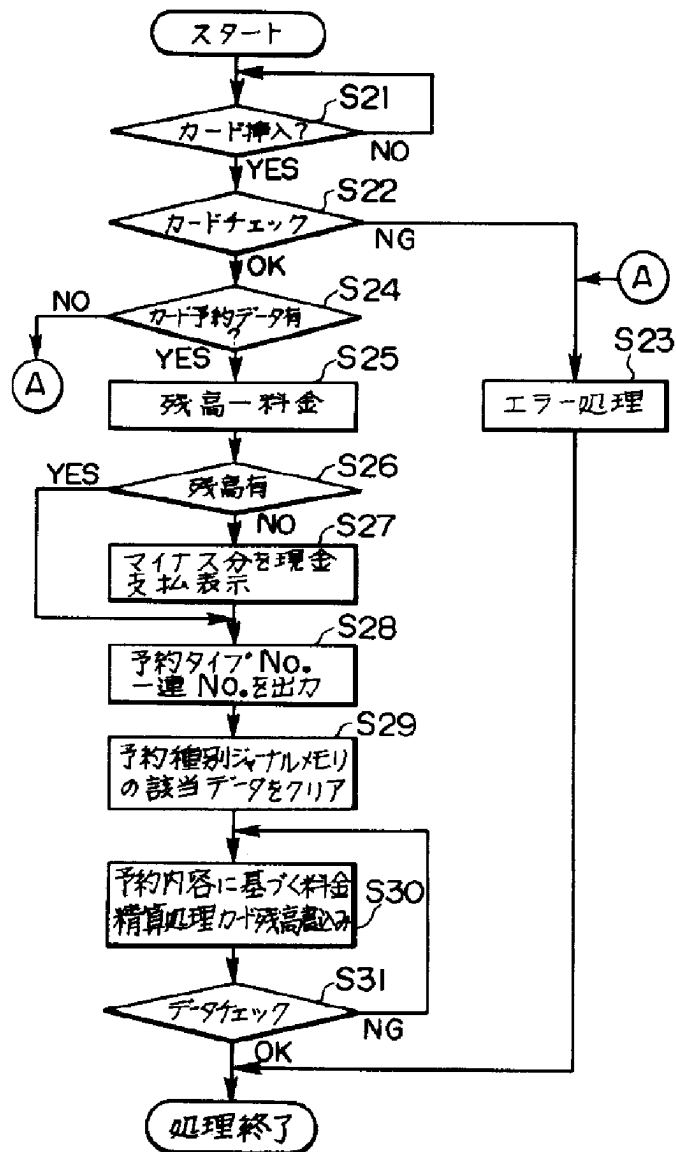 スタート
S21
カード挿入?
NO
YES
S22
カードチェック
NG
OK
A
S24
NO
カード予約データ有
?
YES
A
S23
エラー処理
S25
残高ー料金
S26
YES
残高有
NO
S27
マイナス分を現金
支払表示
S28
予約タイプNo.
一連No.を出力
S29
予約種別ジャーナルメモリ
の該当データをクリア
予約内容に基づく料金
精算処理カード残高書込み
S30
S31
データチェック
NG
OK
処理終了